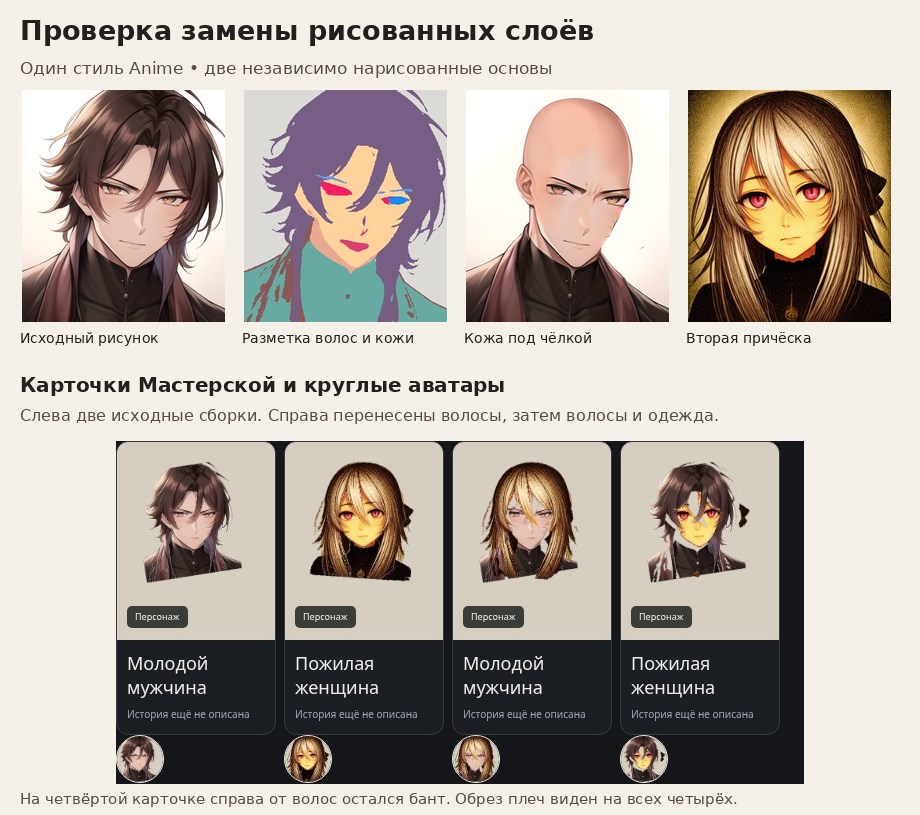 Проверка замены рисованных слоёв
Один стиль Anime • две независимо нарисованные основы
Исходный рисунок
Разметка волос и кожи
Кожа под чёлкой
Вторая причёска
Карточки Мастерской и круглые аватары
Слева две исходные сборки. Справа перенесены волосы, затем волосы и одежда.
Персонаж
Персонаж
Персонаж
Персонаж
Молодой
мужчина
Пожилая
женщина
Молодой
мужчина
Пожилая
женщина
История ещё не описана
История ещё не описана
История ещё не описана
История ещё не описана
На четвёртой карточке справа от волос остался бант. Обрез плеч виден на всех четырёх.